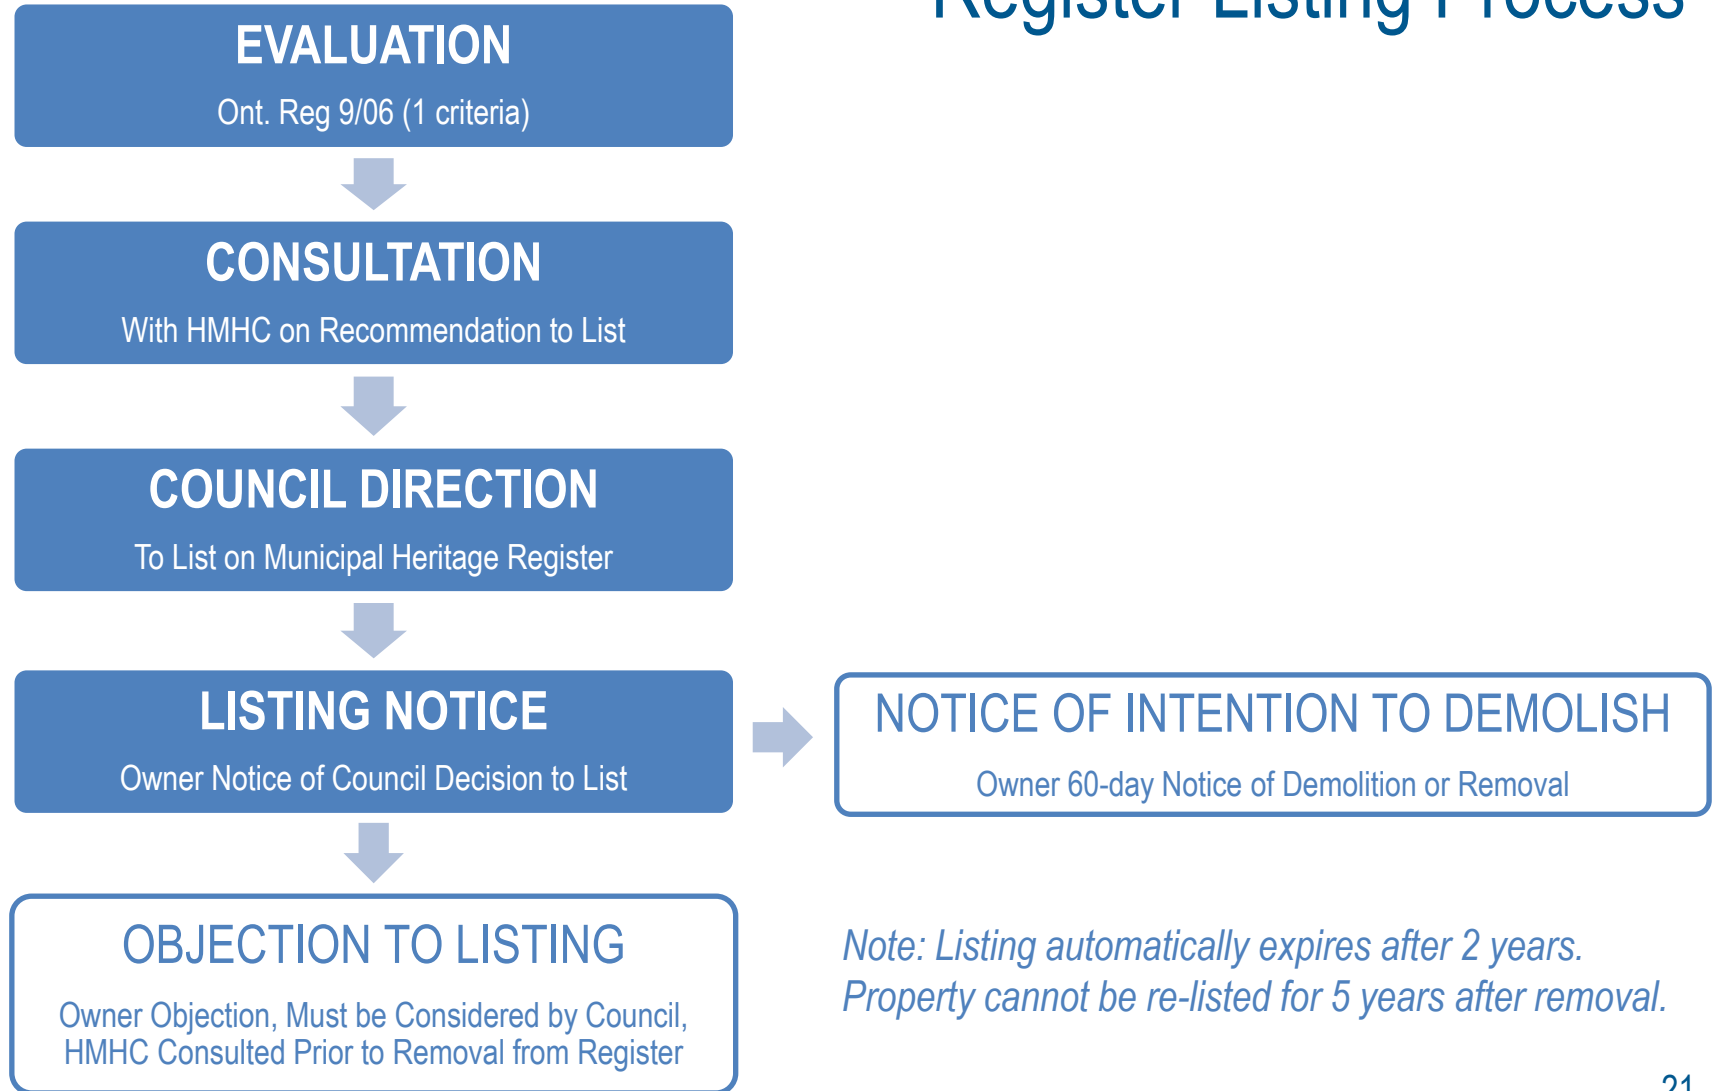 Register Listing Process
EVALUATION
Ont. Reg 9/06 (1 criteria)
CONSULTATION
With HMHC on Recommendation to List
COUNCIL DIRECTION
To List on Municipal Heritage Register
LISTING NOTICE
Owner Notice of Council Decision to List
NOTICE OF INTENTION TO DEMOLISH
Owner 60-day Notice of Demolition or Removal
OBJECTION TO LISTING
Owner Objection, Must be Considered by Council,
HMHC Consulted Prior to Removal from Register
Note: Listing automatically expires after 2 years.
Property cannot be re-listed for 5 years after removal.
21